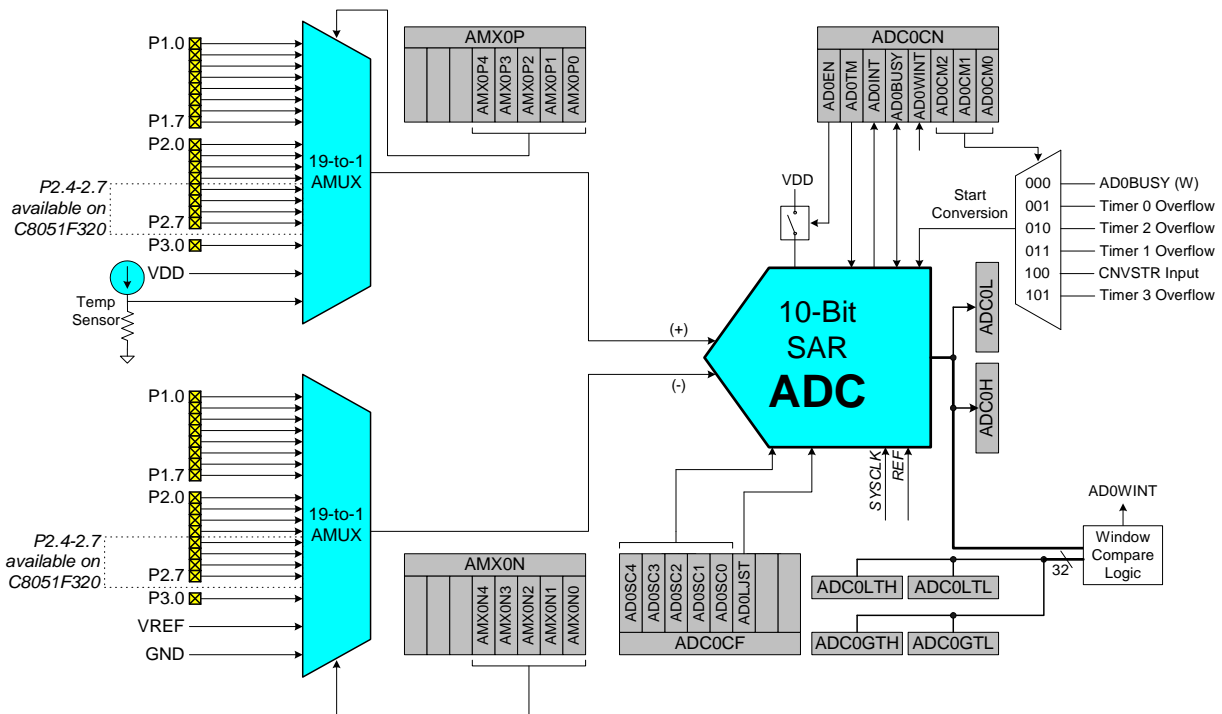 P1.0
P1.7
P2.0
P2.4-2.7
available on
C8051F320
P2.7
P3.0
VDD
Temp
Sensor
19-to-1
AMUX
AMX0P
AMX0P4
AMX0P3
AMX0P2
AMX0P1
AMX0P0
ADC0CN
AD0EN
AD0TM
AD0INT
AD0BUSY
AD0WINT
AD0CM2
AD0CM1
AD0CM0
VDD
Start
Conversion
000
AD0BUSY (W)
001
Timer 0 Overflow
010
Timer 2 Overflow
011
Timer 1 Overflow
100
CNVSTR Input
101
Timer 3 Overflow
(+)
(-)
10-Bit
SAR
ADC
ADC0L
ADC0H
SYSCLK
REF
P1.0
P1.7
P2.0
P2.4-2.7
available on
C8051F320
P2.7
P3.0
VREF
GND
19-to-1
AMUX
AMX0N
AMX0N4
AMX0N3
AMX0N2
AMX0N1
AMX0N0
AD0SC4
AD0SC3
AD0SC2
AD0SC1
AD0SC0
AD0LJST
ADC0CF
AD0WINT
Window
Compare
Logic
32
ADC0LTH
ADC0LTL
ADC0GTH
ADC0GTL